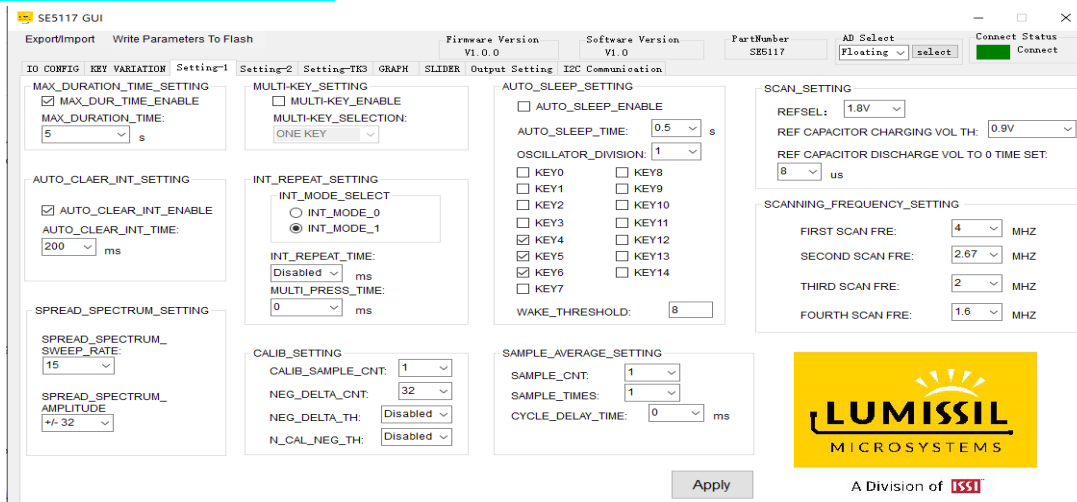 SE5117 GUI
Export/Import Write Parameters To Flash
Firmware Version
V1.0.0
Software Version
V1.0
PartNumber
SE5117
AD Select
Floating select
Connect Status
Connect
IO CONFIG KEY VARIATION Setting-1 Setting-2 Setting-TK3 GRAPH SLIDER Output Setting I2C Communication
MAX_DURATION_TIME_SETTING
MAX_DUR_TIME_ENABLE
MAX_DURATION_TIME:
5 s
AUTO_CLAER_INT_SETTING
AUTO_CLEAR_INT_ENABLE
AUTO_CLEAR_INT_TIME:
200 ms
SPREAD_SPECTRUM_SETTING
SPREAD_SPECTRUM_
SWEEP_RATE:
15
SPREAD_SPECTRUM_
AMPLITUDE
+/- 32
MULTI-KEY_SETTING
MULTI-KEY_ENABLE
MULTI-KEY_SELECTION:
ONE KEY
INT_REPEAT_SETTING
INT_MODE_SELECT
INT_MODE_0
INT_MODE_1
INT_REPEAT_TIME:
Disabled ms
MULTI_PRESS_TIME:
0 ms
CALIB_SETTING
CALIB_SAMPLE_CNT: 1
NEG_DELTA_CNT: 32
NEG_DELTA_TH: Disabled
N_CAL_NEG_TH: Disabled
AUTO_SLEEP_SETTING
AUTO_SLEEP_ENABLE
AUTO_SLEEP_TIME: 0.5 s
OSCILLATOR_DIVISION: 1
KEY0 KEY8
KEY1 KEY9
KEY2 KEY10
KEY3 KEY11
KEY4 KEY12
KEY5 KEY13
KEY6 KEY14
KEY7
WAKE_THRESHOLD: 8
SAMPLE_AVERAGE_SETTING
SAMPLE_CNT: 1
SAMPLE_TIMES: 1
CYCLE_DELAY_TIME: 0 ms
SCAN_SETTING
REFSEL: 1.8V
REF CAPACITOR CHARGING VOL TH: 0.9V
REF CAPACITOR DISCHARGE VOL TO 0 TIME SET:
8 us
SCANNING_FREQUENCY_SETTING
FIRST SCAN FRE: 4 MHZ
SECOND SCAN FRE: 2.67 MHZ
THIRD SCAN FRE: 2 MHZ
FOURTH SCAN FRE: 1.6 MHZ
LUMISSIL
MICROSYSTEMS
A Division of ISSI
Apply